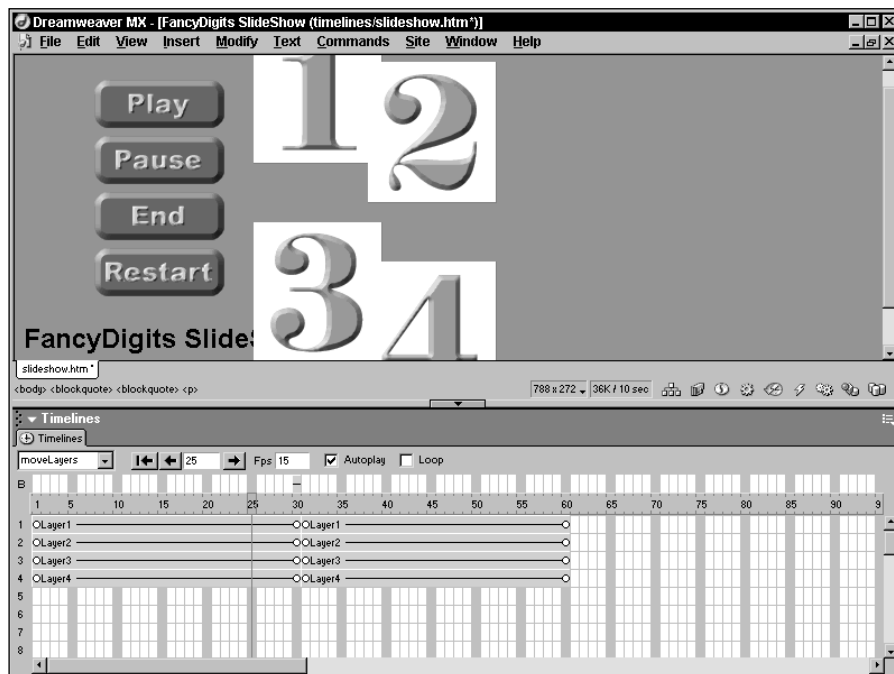 Dreamweaver MX - [FancyDigits SlideShow (timelines/slideshow.htm*)]
File Edit View Insert Modify Text Commands Site Window Help
1
2
Play
Pause
End
Restart
3
4
FancyDigits Slide
slideshow.htm*
<body> <blockquote> <blockquote> <p>
788 x 272 36K / 10 sec
Timelines
Timelines
moveLayers 25 Fps 15 Autoplay Loop
B
1 5 10 15 20 25 30 35 40 45 50 55 60 65 70 75 80 85 90 9
1 Layer1 Layer1
2 Layer2 Layer2
3 Layer3 Layer3
4 Layer4 Layer4
5
6
7
8